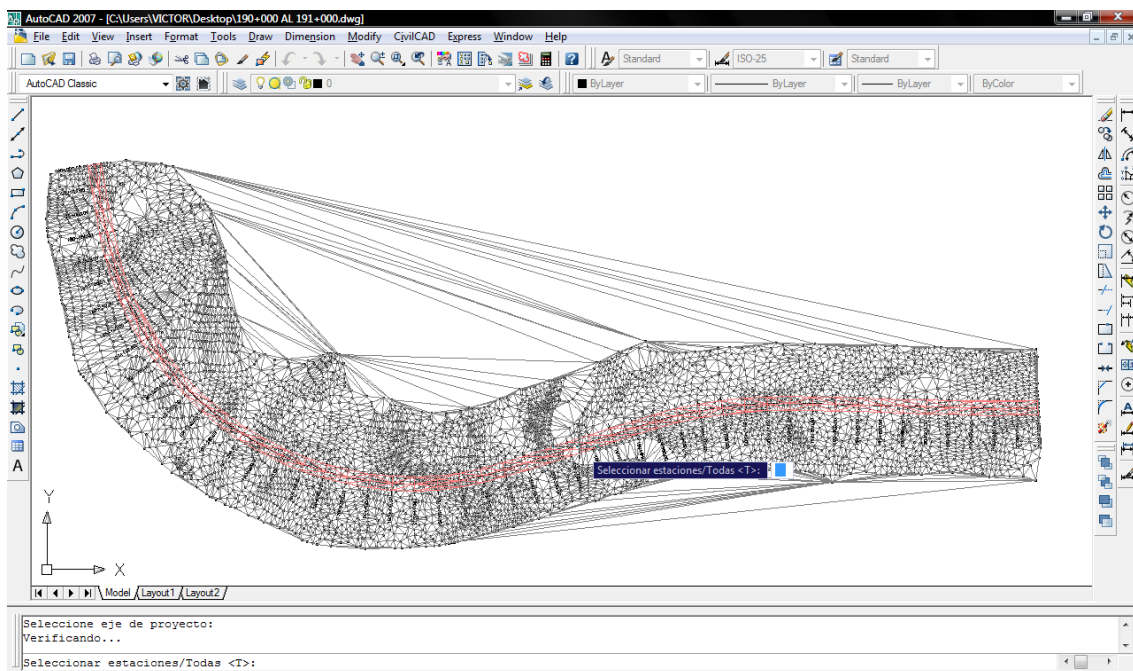 AutoCAD 2007 - [C:\Users\VICTOR\Desktop\190+000 AL 191+000.dwg]
File Edit View Insert Format Tools Draw Dimension Modify CivilCAD Express Window Help
Standard ISO-25 Standard
AutoCAD Classic 0 ByLayer ByLayer ByLayer ByColor
Seleccionar estaciones/Todas <T>:
Y
X
Model Layout1 Layout2
Seleccione eje de proyecto:
Verificando...
Seleccionar estaciones/Todas <T>: